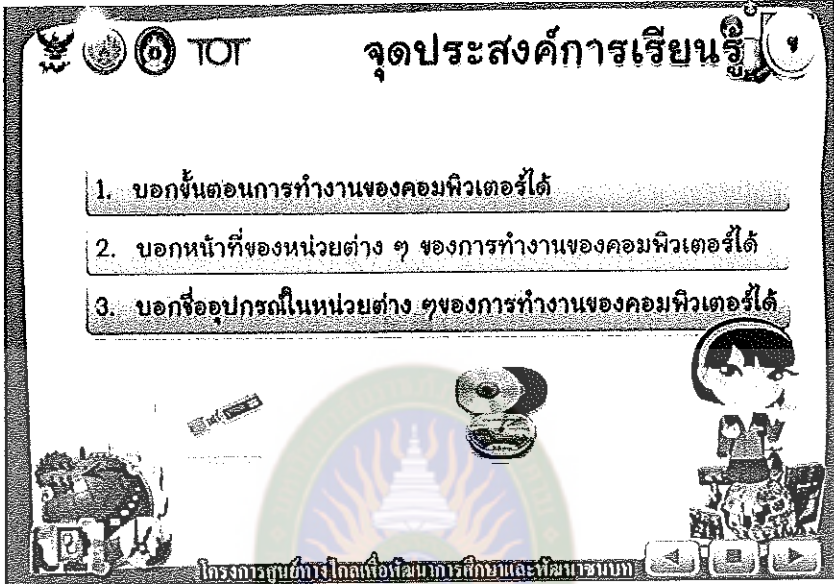 TOT จุดประสงค์การเรียนรู้
1. บอกขั้นตอนการทำงานของคอมพิวเตอร์ได้
2. บอกหน้าที่ของหน่วยต่าง ๆ ของการทำงานของคอมพิวเตอร์ได้
3. บอกชื่ออุปกรณ์ในหน่วยต่าง ๆของการทำงานของคอมพิวเตอร์ได้
โครงการศูนย์ทางไกลเพื่อพัฒนาการศึกษาและพัฒนาชนบท